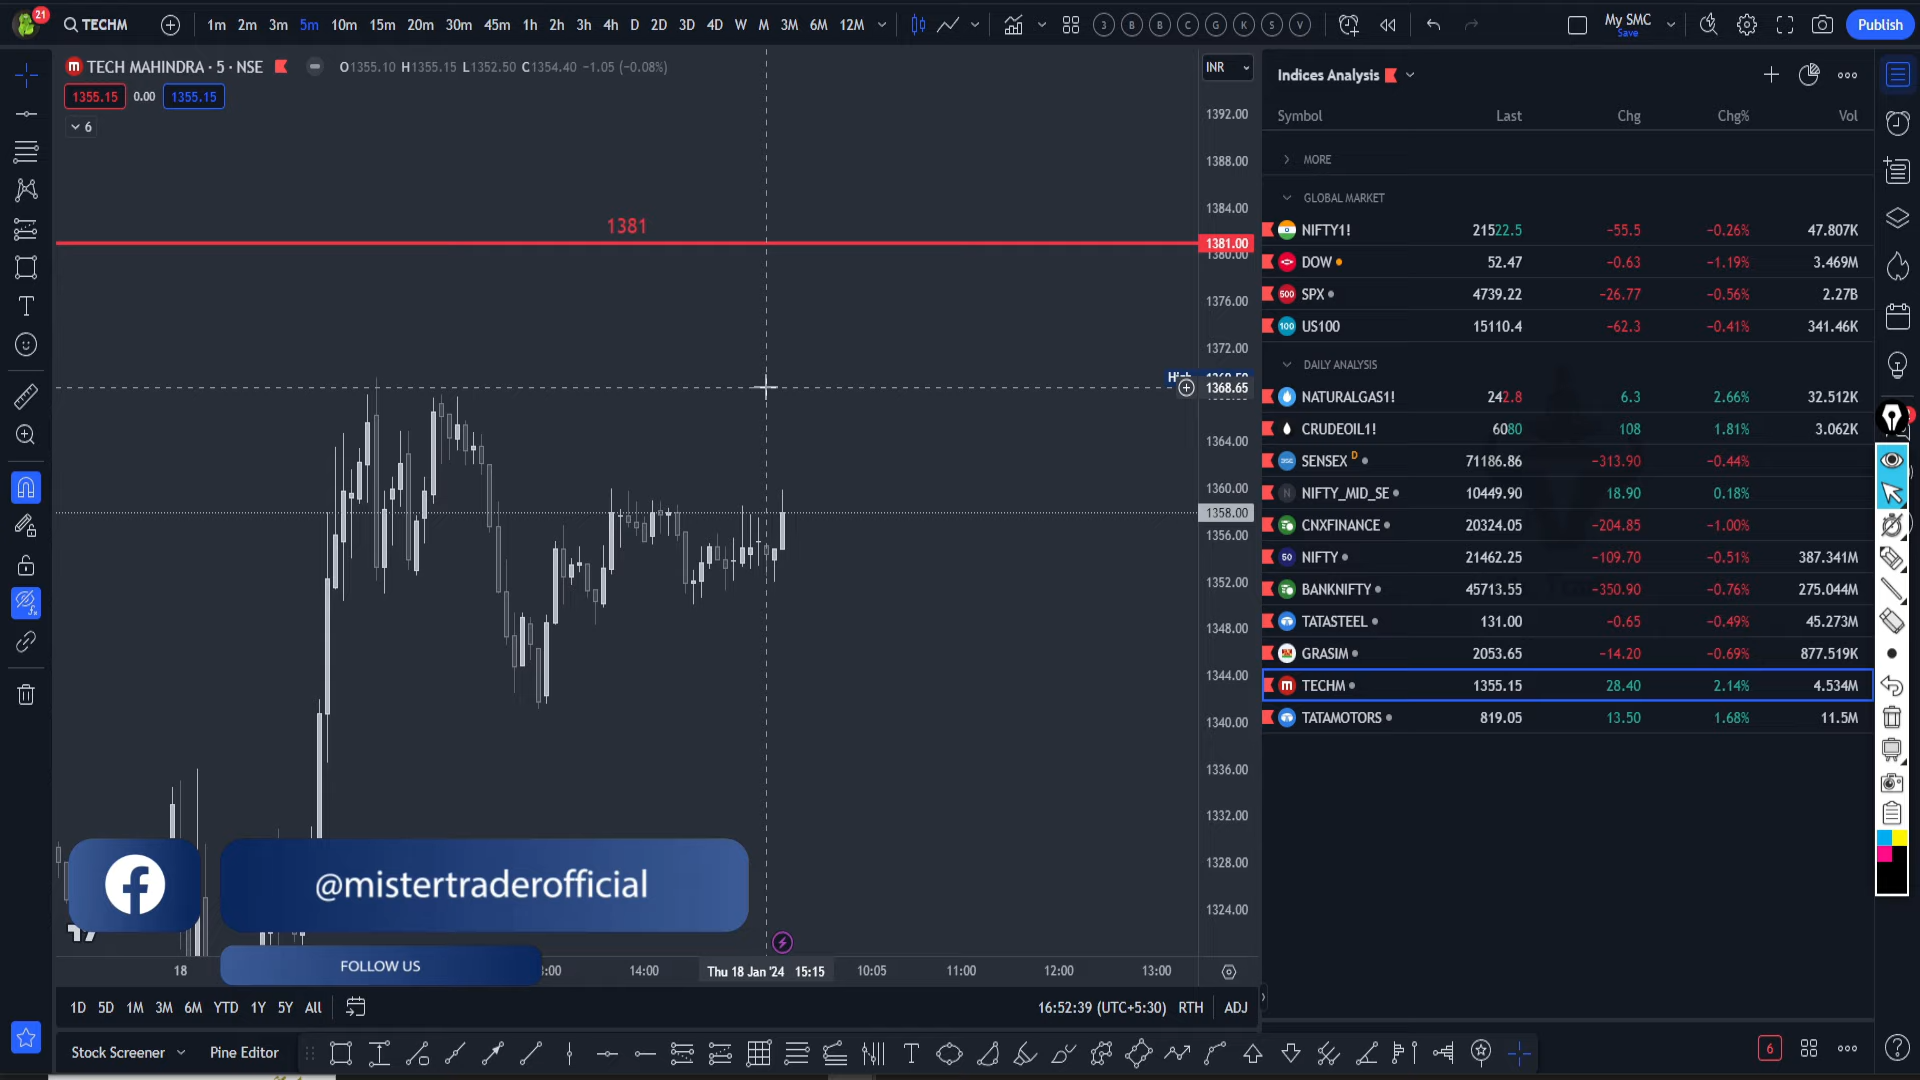 21
TECHM
1m 2m 3m 5m 10m 15m 20m 30m 45m 1h 2h 3h 4h D 2D 3D 4D W M 3M 6M 12M
3 B B C G K S V
My SMC
Save
Publish
TECH MAHINDRA · 5 · NSE O1355.10 H1355.15 L1352.50 C1354.40 −1.05 (−0.08%)
1355.15 0.00 1355.15
6
INR
1392.00
1388.00
1384.00
1381
1381.00
1380.00
1376.00
1372.00
1368.65
1364.00
1360.00
1358.00
1356.00
1352.00
1348.00
1344.00
1340.00
1336.00
1332.00
1328.00
1324.00
Indices Analysis
Symbol Last Chg Chg% Vol
MORE
GLOBAL MARKET
NIFTY1! 21522.5 −55.5 −0.26% 47.807K
DOW 52.47 −0.63 −1.19% 3.469M
500 SPX 4739.22 −26.77 −0.56% 2.27B
100 US100 15110.4 −62.3 −0.41% 341.46K
DAILY ANALYSIS
NATURALGAS1! 242.8 6.3 2.66% 32.512K
CRUDEOIL1! 6080 108 1.81% 3.062K
SENSEX D 71186.86 −313.90 −0.44%
N NIFTY_MID_SE 10449.90 18.90 0.18%
CNXFINANCE 20324.05 −204.85 −1.00%
50 NIFTY 21462.25 −109.70 −0.51% 387.341M
BANKNIFTY 45713.55 −350.90 −0.76% 275.044M
TATASTEEL 131.00 −0.65 −0.49% 45.273M
GRASIM 2053.65 −14.20 −0.69% 877.519K
TECHM 1355.15 28.40 2.14% 4.534M
TATAMOTORS 819.05 13.50 1.68% 11.5M
@mistertraderofficial
FOLLOW US
18 14:00 Thu 18 Jan '24 15:15 10:05 11:00 12:00 13:00
1D 5D 1M 3M 6M YTD 1Y 5Y All
16:52:39 (UTC+5:30) RTH ADJ
Stock Screener Pine Editor
6